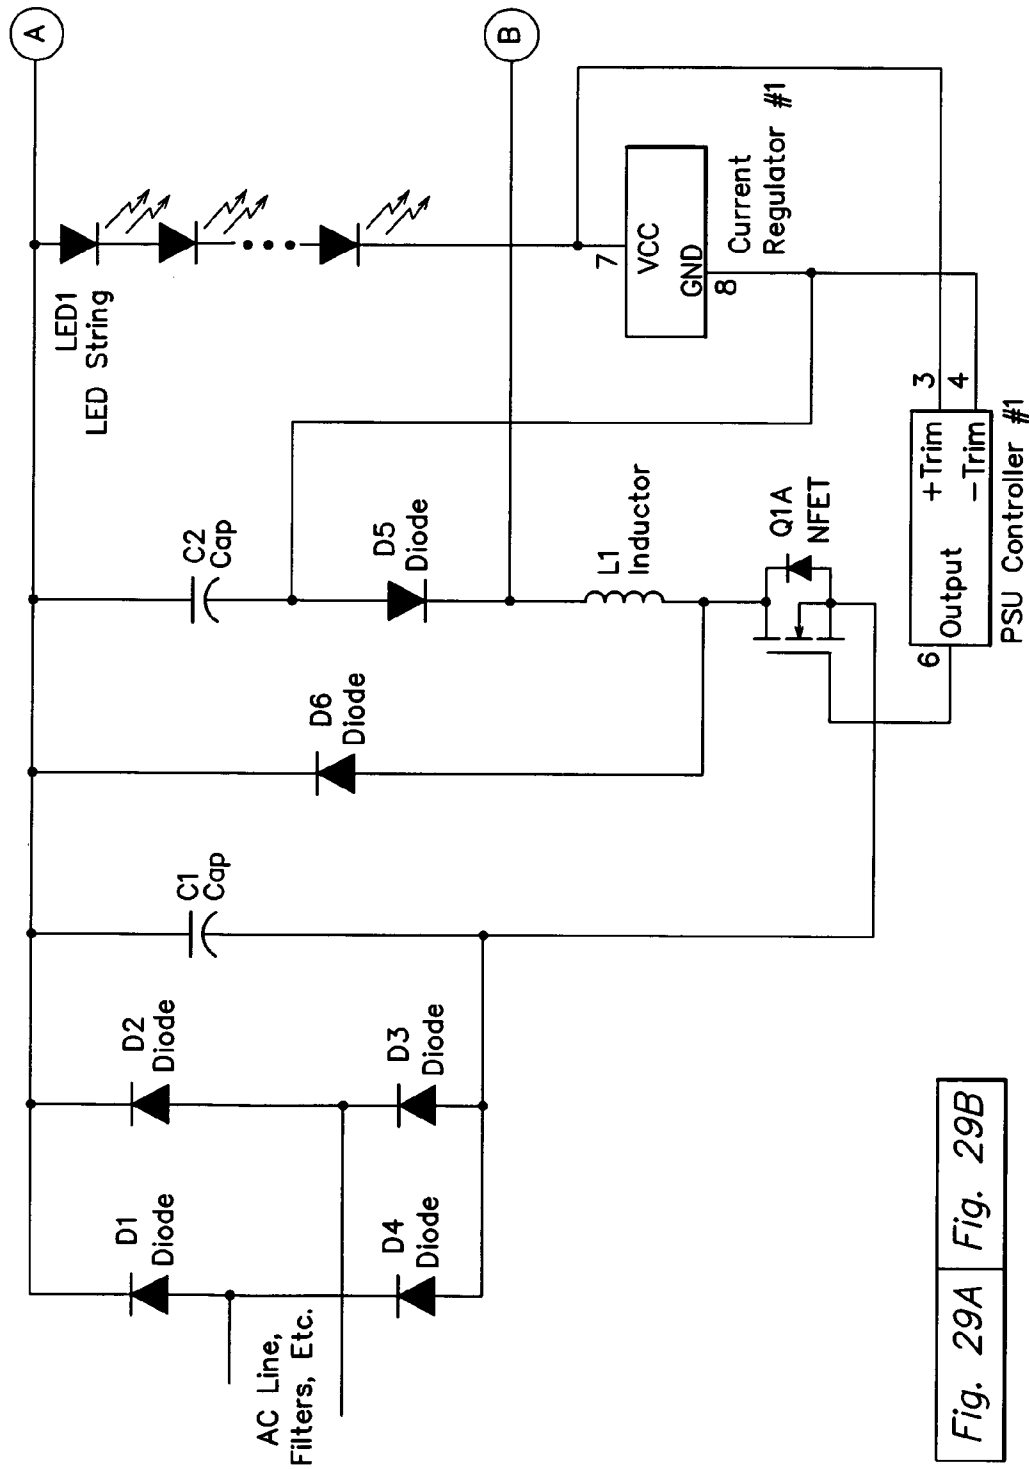 A
B
LED1
LED String
C2
Cap
D5
Diode
D6
Diode
C1
Cap
D2
Diode
D1
Diode
D3
Diode
D4
Diode
AC Line,
Filters, Etc.
L1
Inductor
Q1A
NFET
7
VCC
GND
8
Current
Regulator #1
3
4
+Trim
-Trim
Output
6
PSU Controller #1
Fig. 29A
Fig. 29B